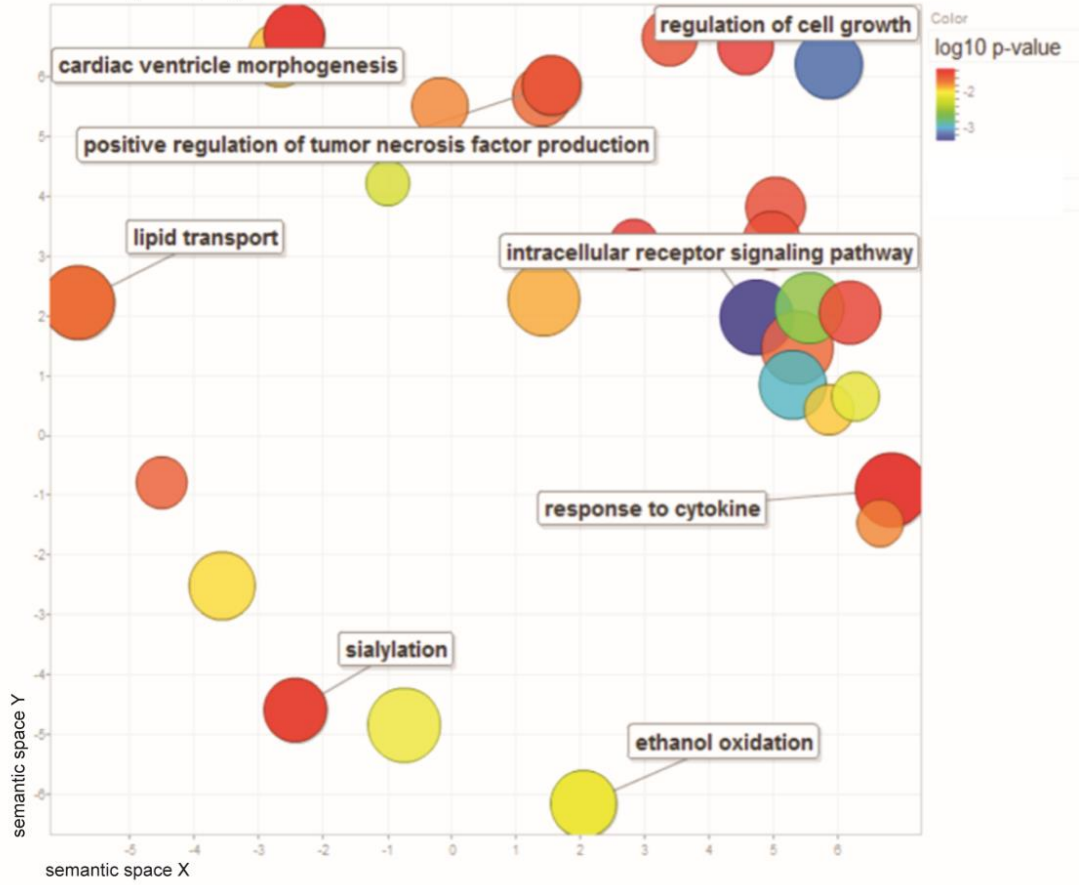 regulation of cell growth
Color
log10 p-value
-2
-3
cardiac ventricle morphogenesis
positive regulation of tumor necrosis factor production
lipid transport
intracellular receptor signaling pathway
response to cytokine
sialylation
ethanol oxidation
6
5
4
3
2
1
0
-1
-2
-3
-4
-5
-6
semantic space Y
-5 -4 -3 -2 -1 0 1 2 3 4 5 6
semantic space X